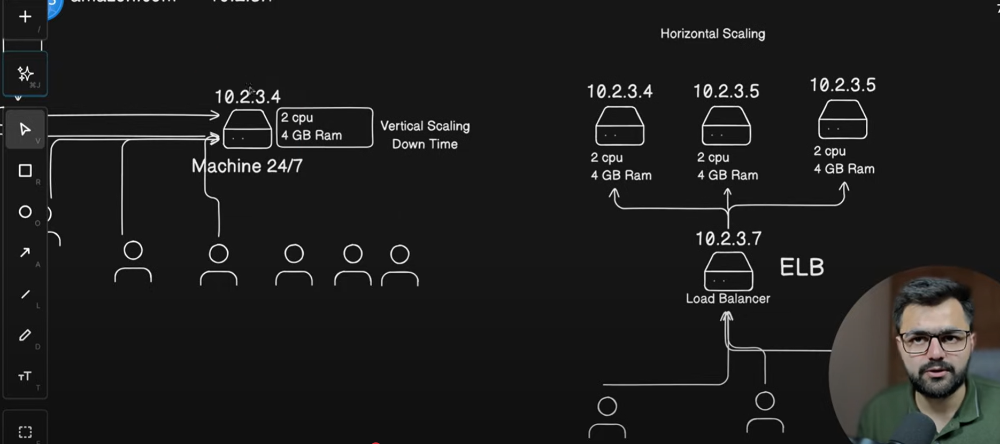 Horizontal Scaling
10.2.3.4
2 cpu
4 GB Ram
Vertical Scaling
Down Time
Machine 24/7
10.2.3.4
2 cpu
4 GB Ram
10.2.3.5
2 cpu
4 GB Ram
10.2.3.5
2 cpu
4 GB Ram
10.2.3.7
ELB
Load Balancer
/
⌘J
V
R
O
A
L
D
T
TT